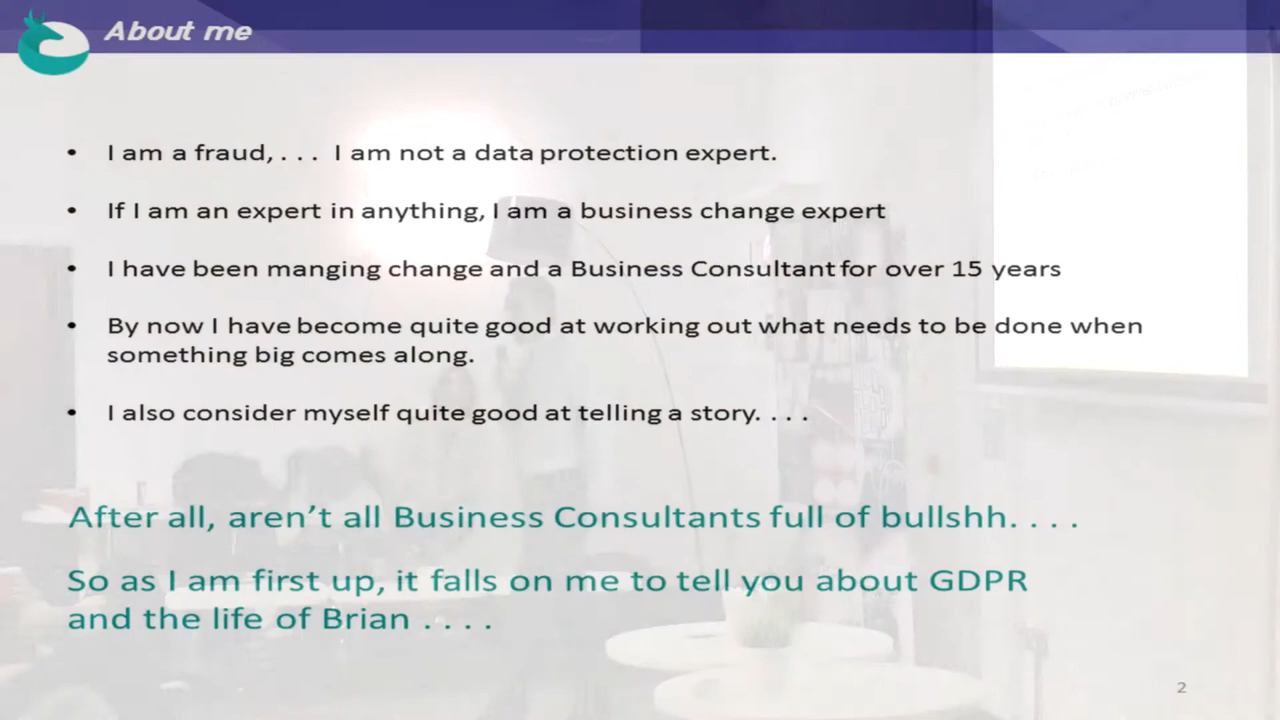 About me
• I am a fraud, . . . I am not a data protection expert.
• If I am an expert in anything, I am a business change expert
• I have been manging change and a Business Consultant for over 15 years
• By now I have become quite good at working out what needs to be done when
something big comes along.
• I also consider myself quite good at telling a story. . . .
After all, aren't all Business Consultants full of bullshh. . . .
So as I am first up, it falls on me to tell you about GDPR
and the life of Brian . . . .
2